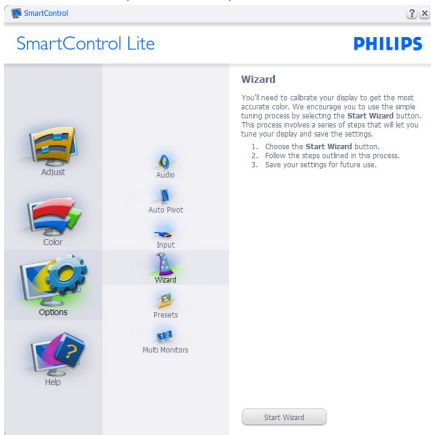 SmartControl
? ×
SmartControl Lite
PHILIPS
Adjust
Color
Options
Help
Audio
Auto Pivot
Input
Wizard
Presets
Multi Monitors
Wizard
You'll need to calibrate your display to get the most
accurate color. We encourage you to use the simple
tuning process by selecting the Start Wizard button.
This process involves a series of steps that will let you
tune your display and save the settings.
1. Choose the Start Wizard button.
2. Follow the steps outlined in this process.
3. Save your settings for future use.
Start Wizard